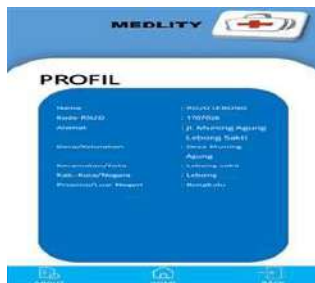 MEDLITY
PROFIL
Nama : RSUD LEBONG
Kode RSUD : 1707026
Alamat : Jl. Muning Agung
Lebong Sakti
Desa/Kelurahan : Desa Muning
Agung
Kecamatan/Kota : Lebong sakti
Kab.-Kota/Negara : Lebong
Provinsi/Luar Negeri : Bengkulu